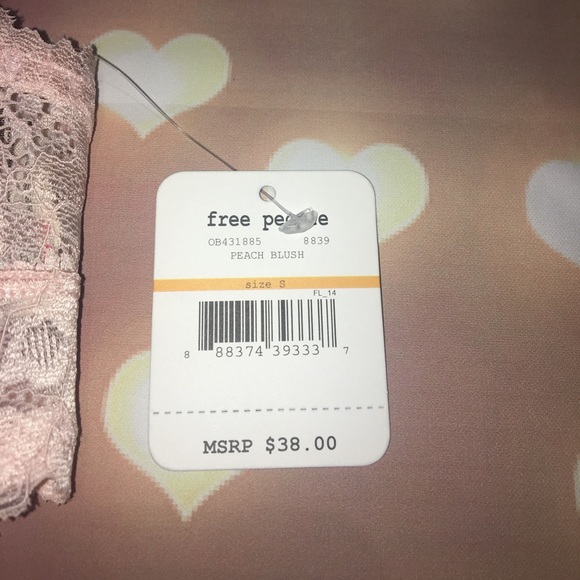 free people
OB431885 8839
PEACH BLUSH
size S
FL_14
8 88374 39333 7
MSRP $38.00